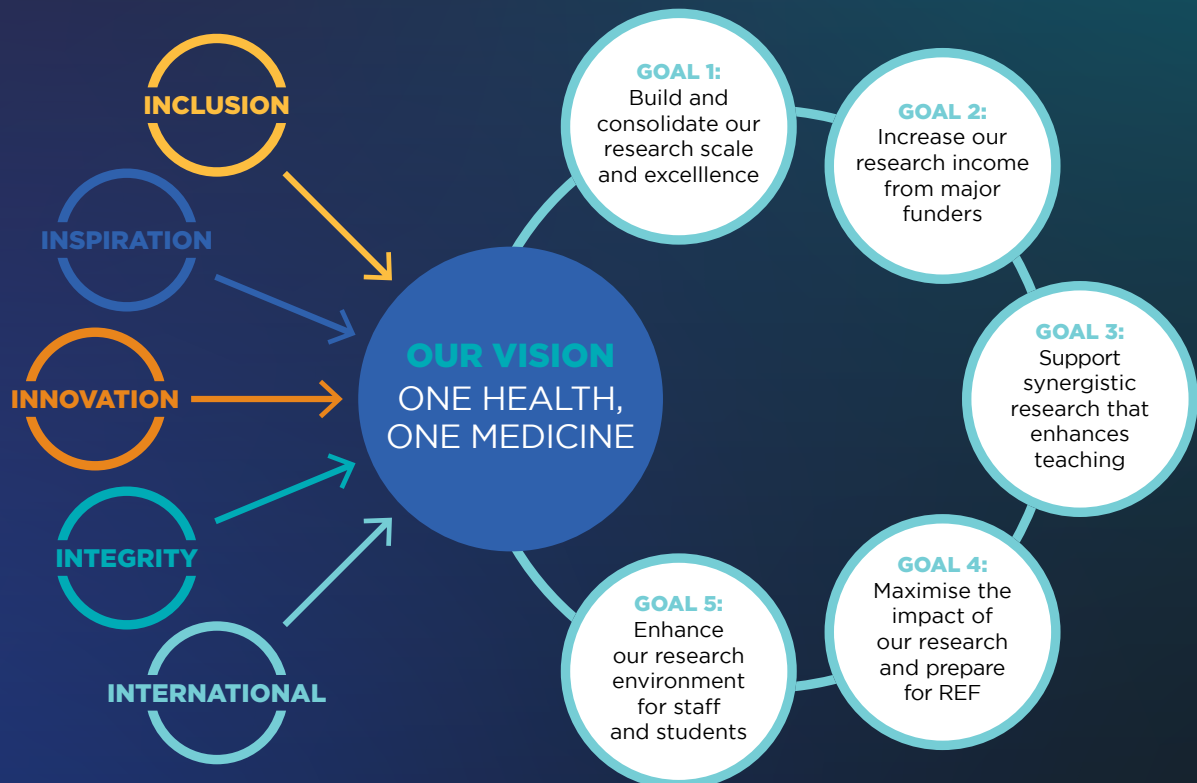 INCLUSION
INSPIRATION
INNOVATION
INTEGRITY
INTERNATIONAL
OUR VISION
ONE HEALTH,
ONE MEDICINE
GOAL 1:
Build and
consolidate our
research scale
and excelllence
GOAL 2:
Increase our
research income
from major
funders
GOAL 3:
Support
synergistic
research that
enhances
teaching
GOAL 4:
Maximise the
impact of
our research
and prepare
for REF
GOAL 5:
Enhance
our research
environment
for staff
and students